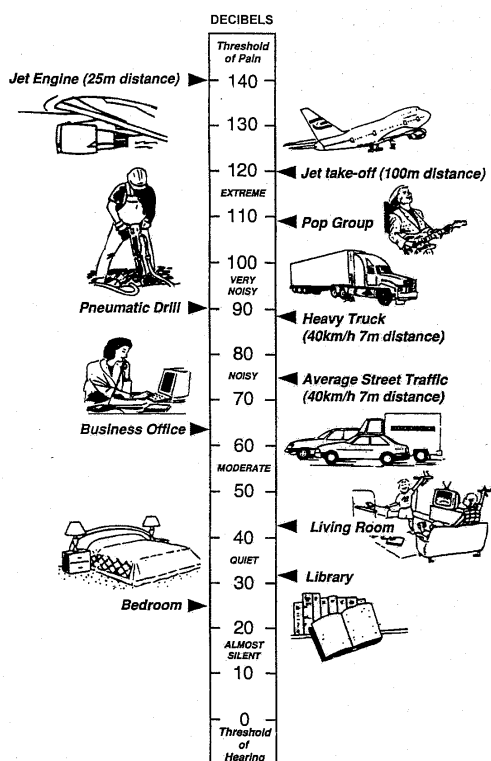 DECIBELS
Threshold
of Pain
Jet Engine (25m distance)
140
130
120
Jet take-off (100m distance)
EXTREME
110
Pop Group
100
VERY
NOISY
Pneumatic Drill
90
Heavy Truck
(40km/h 7m distance)
80
NOISY
Average Street Traffic
(40km/h 7m distance)
70
Business Office
60
MODERATE
50
40
Living Room
QUIET
30
Library
Bedroom
20
ALMOST
SILENT
10
0
Threshold
of
Hearing